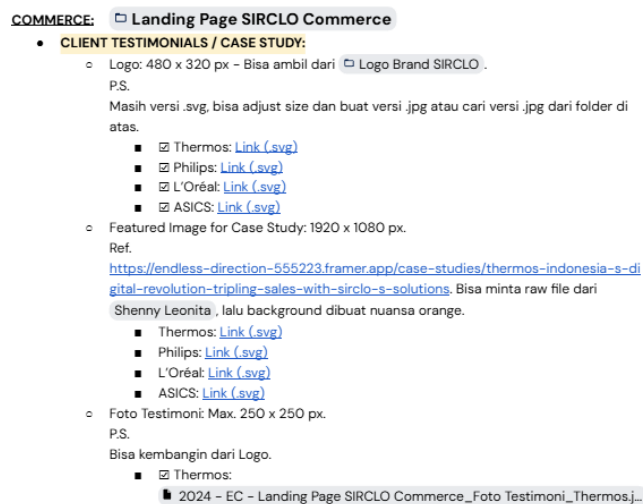 COMMERCE: Landing Page SIRCLO Commerce
● CLIENT TESTIMONIALS / CASE STUDY:
○ Logo: 480 x 320 px – Bisa ambil dari Logo Brand SIRCLO .
P.S.
Masih versi .svg, bisa adjust size dan buat versi .jpg atau cari versi .jpg dari folder di
atas.
■ ☑ Thermos: Link (.svg)
■ ☑ Philips: Link (.svg)
■ ☑ L'Oréal: Link (.svg)
■ ☑ ASICS: Link (.svg)
○ Featured Image for Case Study: 1920 x 1080 px.
Ref.
https://endless-direction-555223.framer.app/case-studies/thermos-indonesia-s-di
gital-revolution-tripling-sales-with-sirclo-s-solutions. Bisa minta raw file dari
Shenny Leonita , lalu background dibuat nuansa orange.
■ Thermos: Link (.svg)
■ Philips: Link (.svg)
■ L'Oréal: Link (.svg)
■ ASICS: Link (.svg)
○ Foto Testimoni: Max. 250 x 250 px.
P.S.
Bisa kembangin dari Logo.
■ ☑ Thermos:
2024 - EC - Landing Page SIRCLO Commerce_Foto Testimoni_Thermos.j...